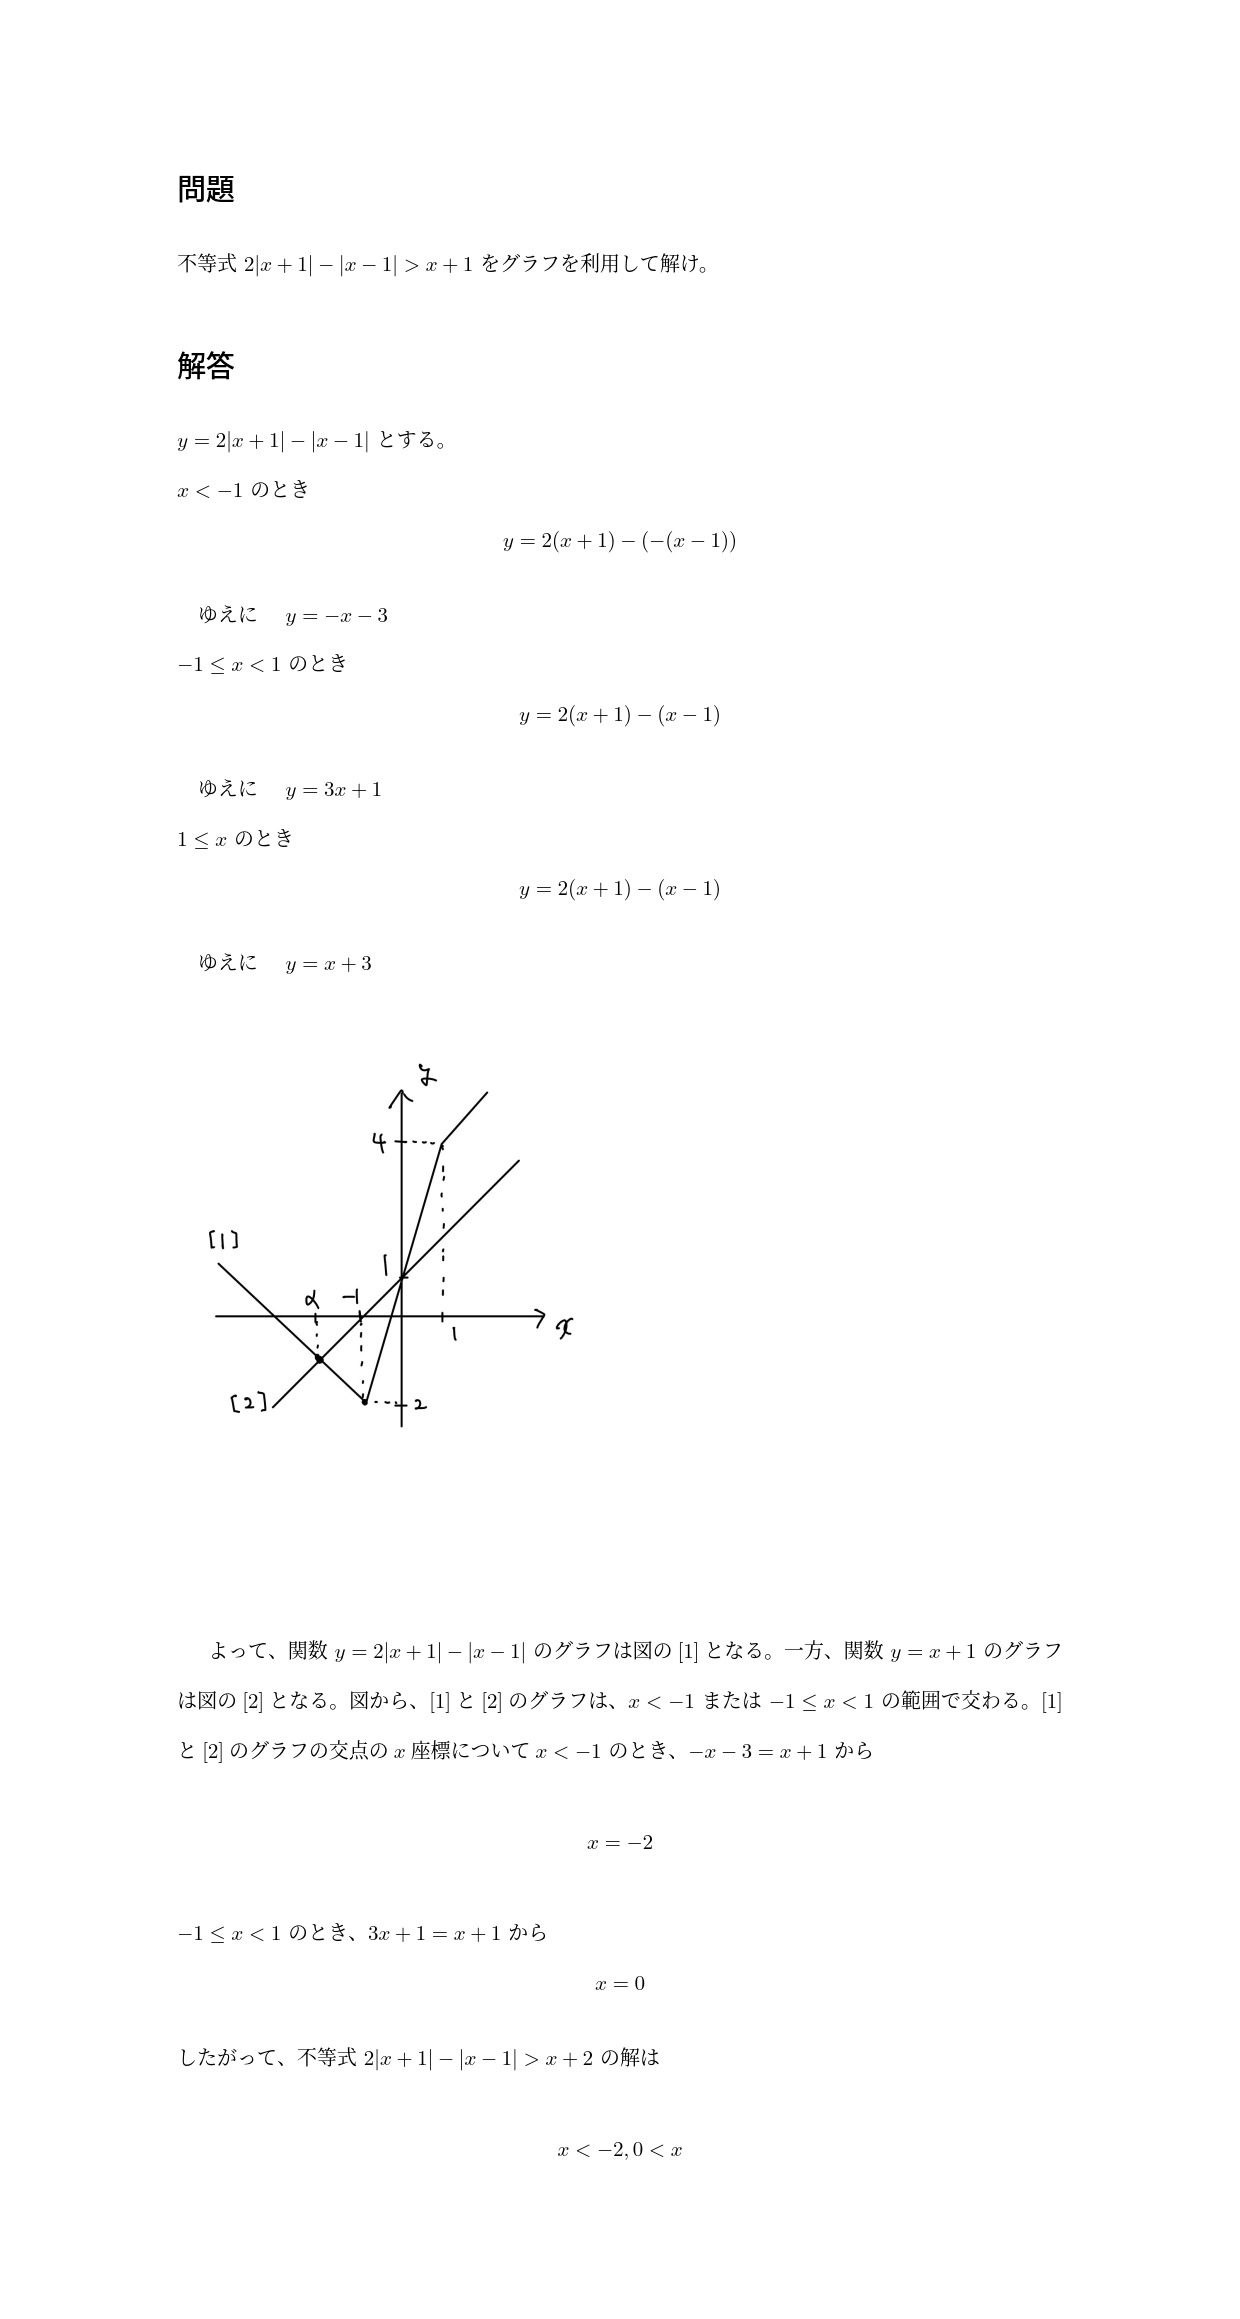 問題
不等式 2|x + 1| − |x − 1| > x + 1 をグラフを利用して解け。
解答
y = 2|x + 1| − |x − 1| とする。
x < −1 のとき
y = 2(x + 1) − (−(x − 1))
ゆえに y = −x − 3
−1 ≤ x < 1 のとき
y = 2(x + 1) − (x − 1)
ゆえに y = 3x + 1
1 ≤ x のとき
y = 2(x + 1) − (x − 1)
ゆえに y = x + 3
y
4
[1]
1
α −1
1
x
[2]
2
よって、関数 y = 2|x + 1| − |x − 1| のグラフは図の [1] となる。一方、関数 y = x + 1 のグラフ
は図の [2] となる。図から、[1] と [2] のグラフは、x < −1 または −1 ≤ x < 1 の範囲で交わる。[1]
と [2] のグラフの交点の x 座標について x < −1 のとき、−x − 3 = x + 1 から
x = −2
−1 ≤ x < 1 のとき、3x + 1 = x + 1 から
x = 0
したがって、不等式 2|x + 1| − |x − 1| > x + 2 の解は
x < −2, 0 < x